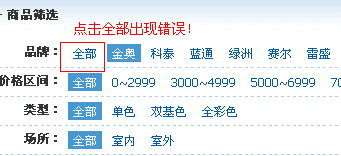 商品筛选
点击全部出现错误！
品牌： 全部 金奥 科泰 蓝通 绿洲 赛尔 雷盛
价格区间： 全部 0~2999 3000~4999 5000~6999 70
类型： 全部 单色 双基色 全彩色
场所： 全部 室内 室外